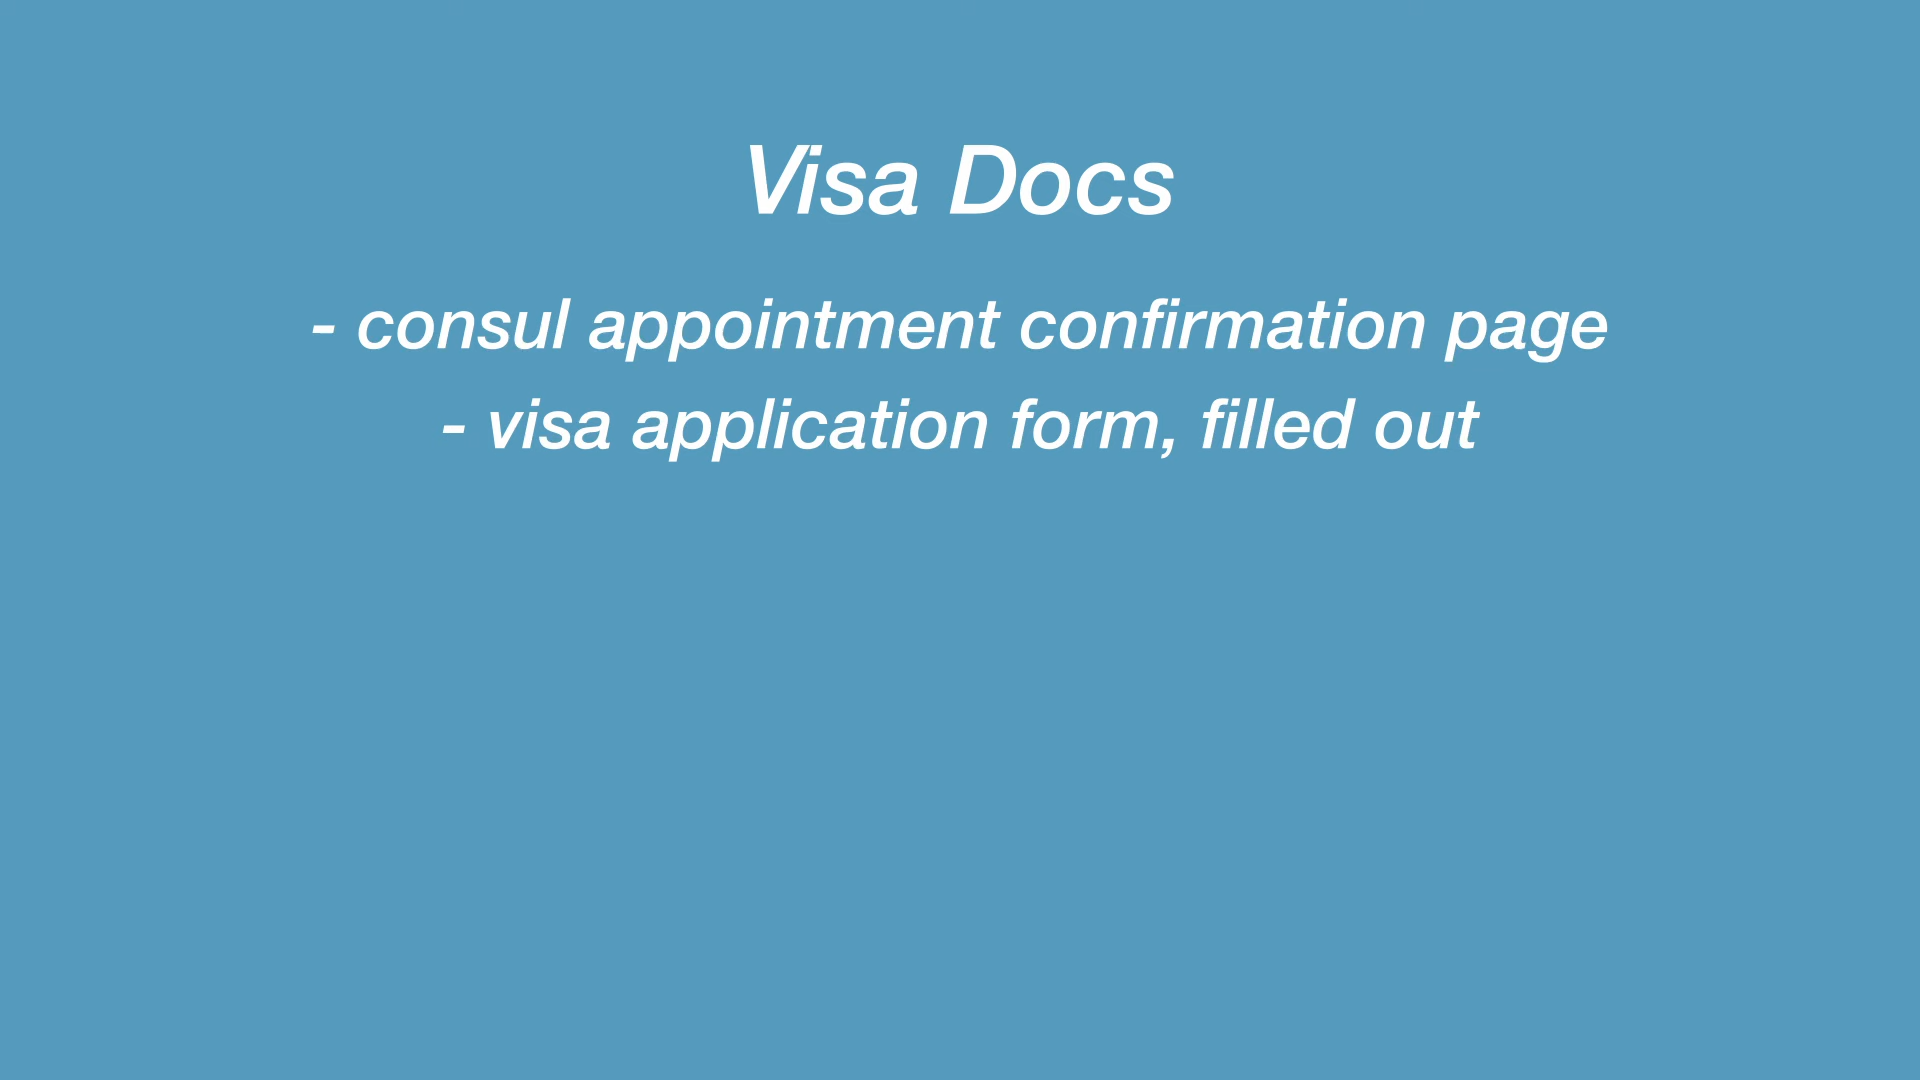 Visa Docs
- consul appointment confirmation page
- visa application form, filled out